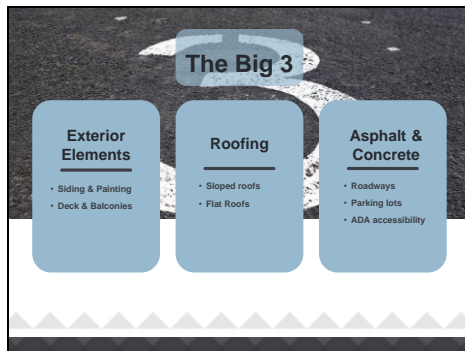 The Big 3
Exterior
Elements
• Siding & Painting
• Deck & Balconies
Roofing
• Sloped roofs
• Flat Roofs
Asphalt &
Concrete
• Roadways
• Parking lots
• ADA accessibility